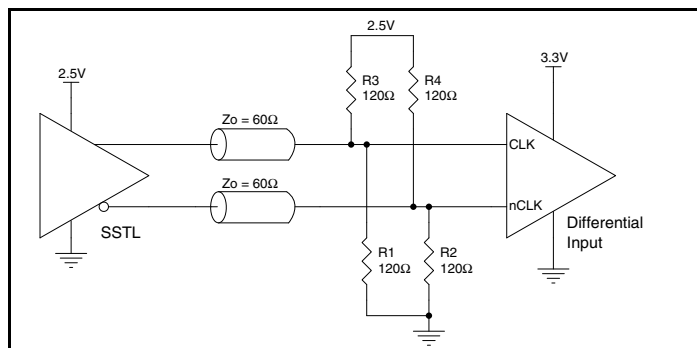 2.5V
2.5V
3.3V
R3
120Ω
R4
120Ω
Zo = 60Ω
CLK
Zo = 60Ω
nCLK
SSTL
Differential
Input
R1
120Ω
R2
120Ω